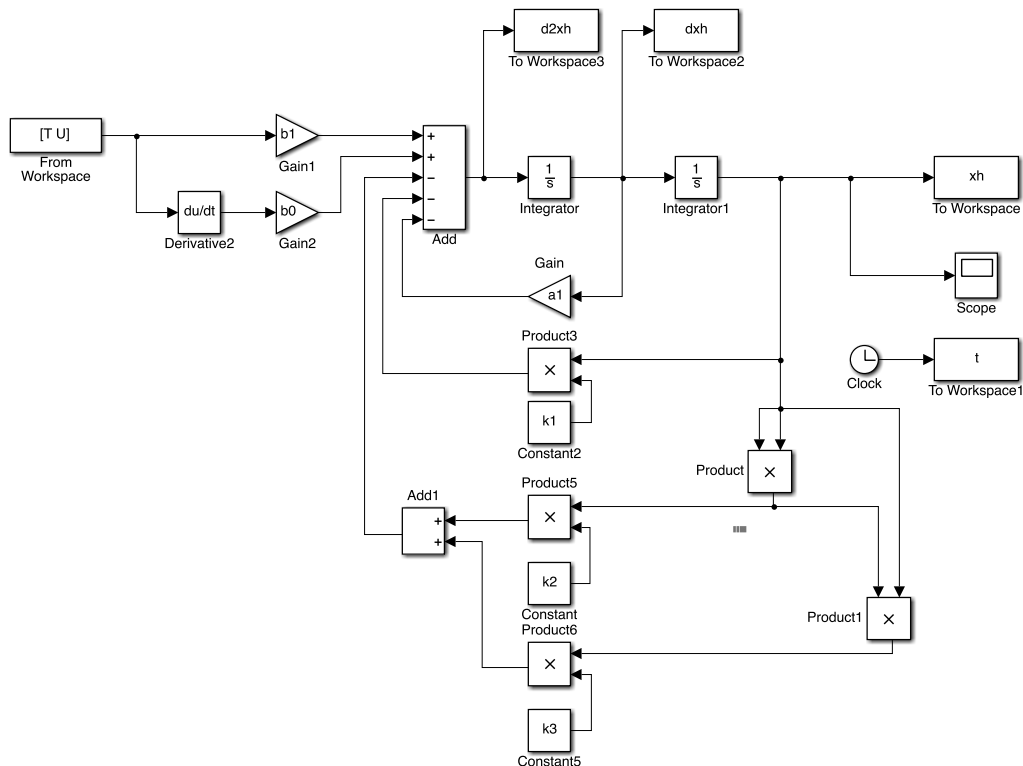 d2xh
To Workspace3
dxh
To Workspace2
[T U]
From
Workspace
b1
Gain1
du/dt
Derivative2
b0
Gain2
+
+
−
−
−
Add
1
s
Integrator
1
s
Integrator1
xh
To Workspace
Scope
Gain
a1
Product3
×
k1
Constant2
Clock
t
To Workspace1
Product
×
Add1
+
+
Product5
×
k2
Constant
Product6
×
k3
Constant5
Product1
×